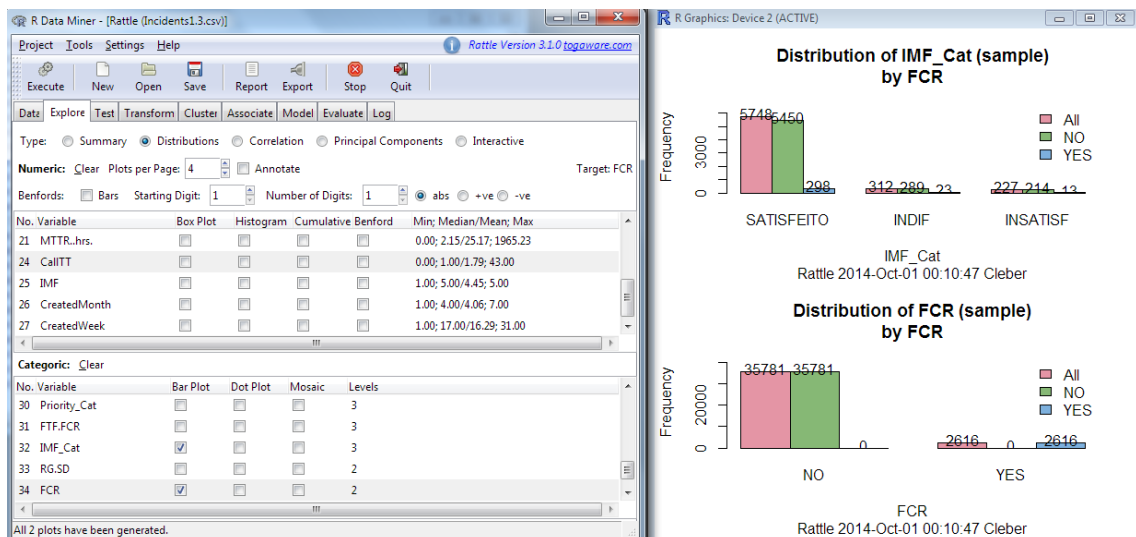 R Data Miner - [Rattle (Incidents1.3.csv)]
Project Tools Settings Help
Rattle Version 3.1.0 togaware.com
Execute New Open Save Report Export Stop Quit
Data Explore Test Transform Cluster Associate Model Evaluate Log
Type: Summary Distributions Correlation Principal Components Interactive
Numeric: Clear Plots per Page: 4 Annotate Target: FCR
Benfords: Bars Starting Digit: 1 Number of Digits: 1 abs +ve -ve
No. Variable Box Plot Histogram Cumulative Benford Min; Median/Mean; Max
21 MTTR..hrs. 0.00; 2.15/25.17; 1965.23
24 CallTT 0.00; 1.00/1.79; 43.00
25 IMF 1.00; 5.00/4.45; 5.00
26 CreatedMonth 1.00; 4.00/4.06; 7.00
27 CreatedWeek 1.00; 17.00/16.29; 31.00
Categoric: Clear
No. Variable Bar Plot Dot Plot Mosaic Levels
30 Priority_Cat 3
31 FTF.FCR 3
32 IMF_Cat 3
33 RG.SD 2
34 FCR 2
All 2 plots have been generated.
R Graphics: Device 2 (ACTIVE)
Distribution of IMF_Cat (sample)
by FCR
Frequency
0 3000
5748 5450 298
312 289 23
227 214 13
All
NO
YES
SATISFEITO INDIF INSATISF
IMF_Cat
Rattle 2014-Oct-01 00:10:47 Cleber
Distribution of FCR (sample)
by FCR
Frequency
0 20000
35781 35781 0
2616 0 2616
All
NO
YES
NO YES
FCR
Rattle 2014-Oct-01 00:10:47 Cleber